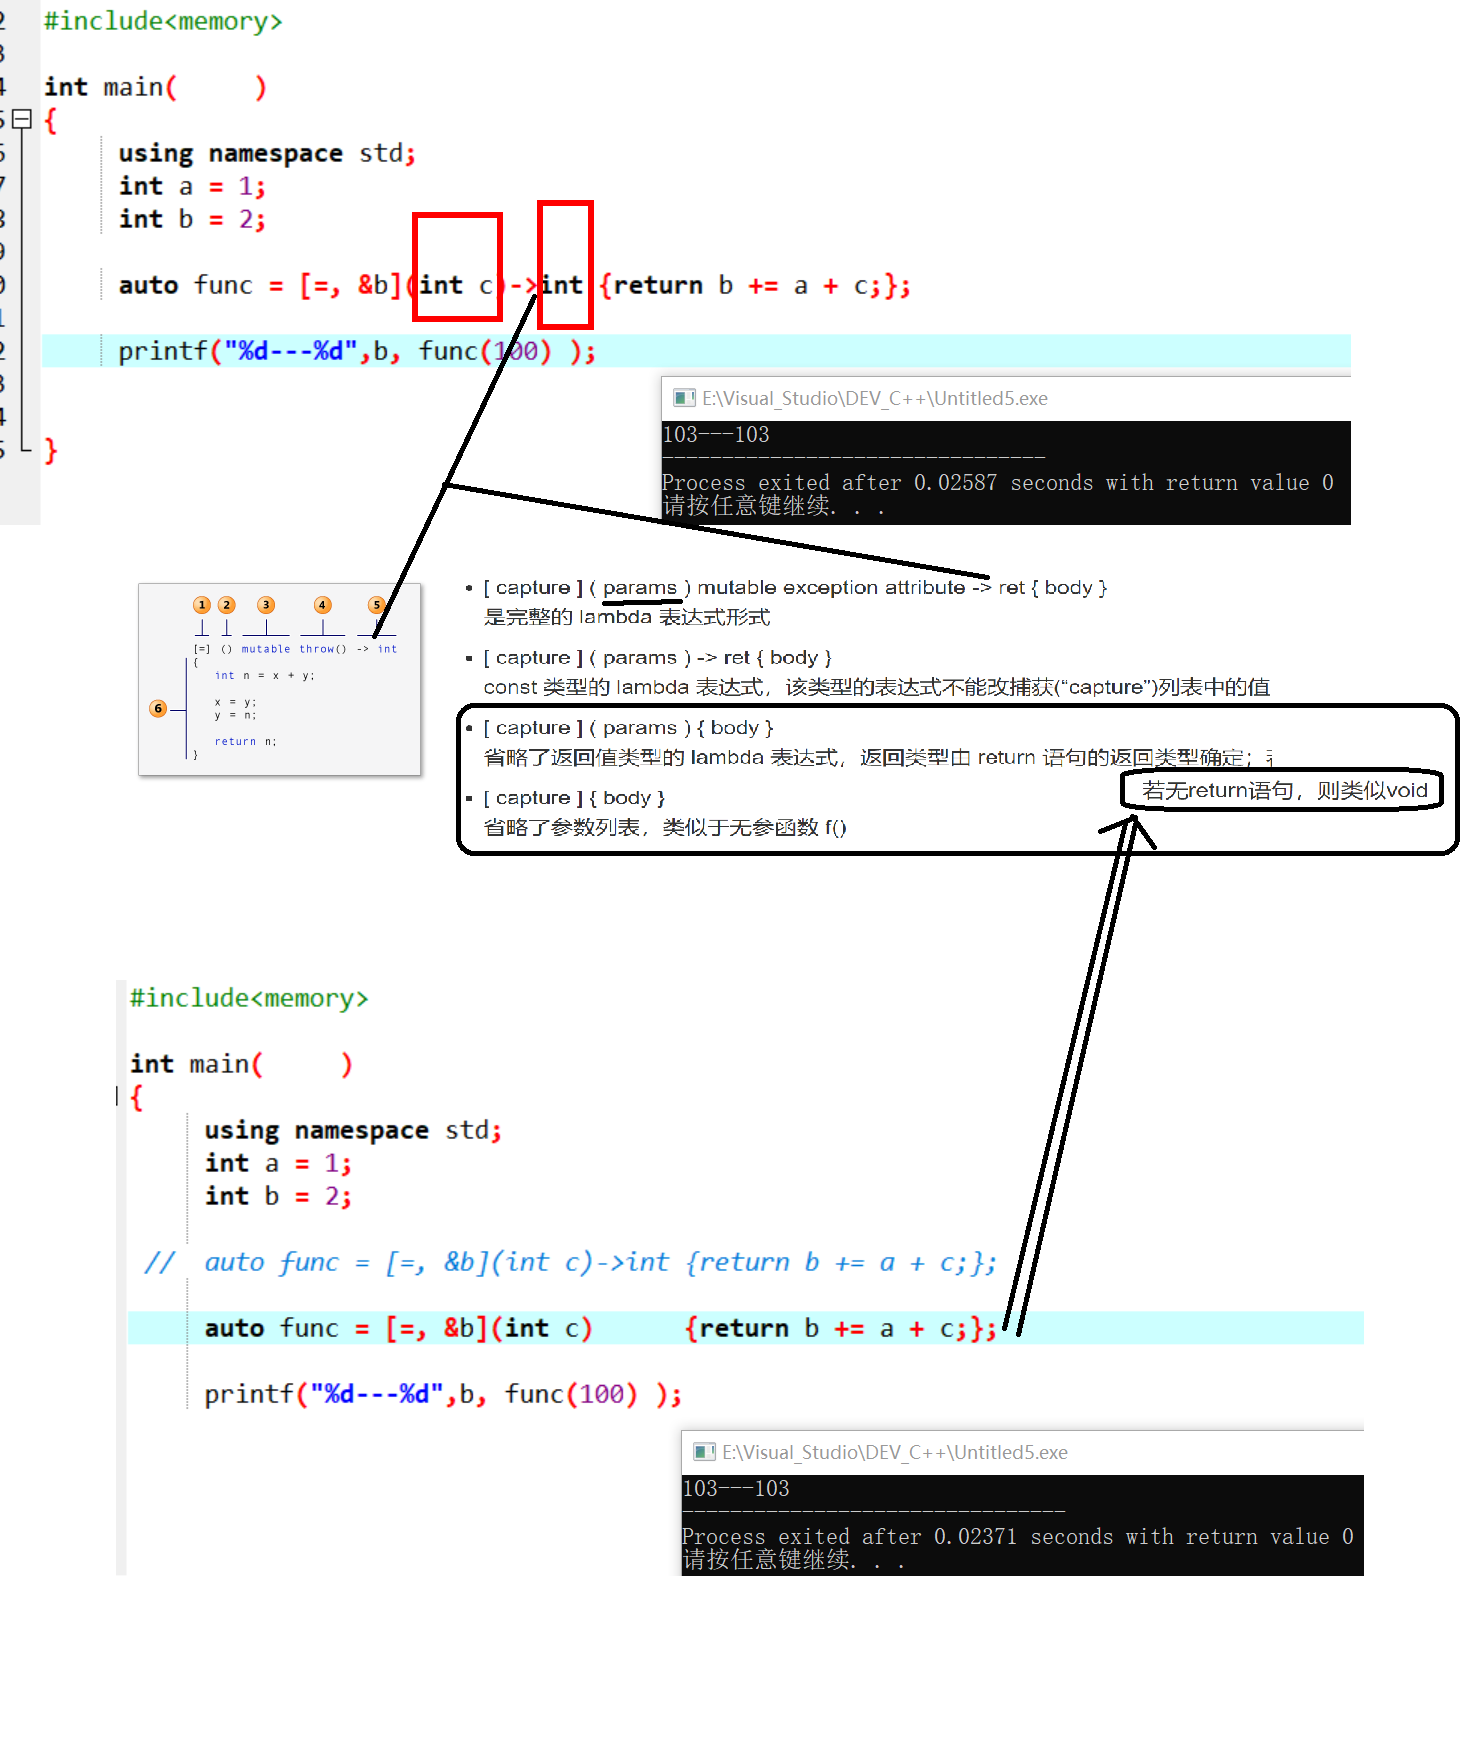 2 #include<memory>
3
4 int main( )
5 {
6 using namespace std;
7 int a = 1;
8 int b = 2;
9
0 auto func = [=, &b](int c)->int {return b += a + c;};
1
2 printf("%d---%d",b, func(100) );
3
4
5 }
E:\Visual_Studio\DEV_C++\Untitled5.exe
103---103
--------------------------------
Process exited after 0.02587 seconds with return value 0
请按任意键继续. . .
1 2 3 4 5
[=] () mutable throw() -> int
{
int n = x + y;
x = y;
y = n;
6
return n;
}
[ capture ] ( params ) mutable exception attribute -> ret { body }
是完整的 lambda 表达式形式
[ capture ] ( params ) -> ret { body }
const 类型的 lambda 表达式，该类型的表达式不能改捕获("capture")列表中的值
[ capture ] ( params ) { body }
省略了返回值类型的 lambda 表达式，返回类型由 return 语句的返回类型确定；
若无return语句，则类似void
[ capture ] { body }
省略了参数列表，类似于无参函数 f()
#include<memory>
int main( )
{
using namespace std;
int a = 1;
int b = 2;
// auto func = [=, &b](int c)->int {return b += a + c;};
auto func = [=, &b](int c) {return b += a + c;};
printf("%d---%d",b, func(100) );
E:\Visual_Studio\DEV_C++\Untitled5.exe
103---103
--------------------------------
Process exited after 0.02371 seconds with return value 0
请按任意键继续. . .